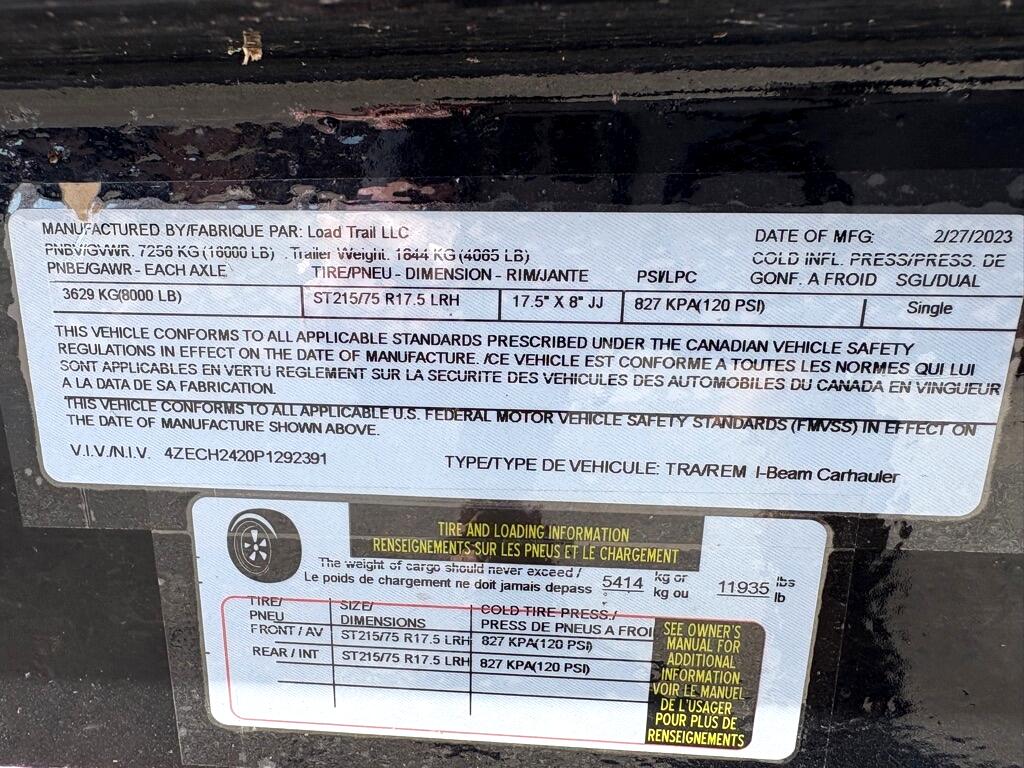 MANUFACTURED BY/FABRIQUE PAR: Load Trail LLC DATE OF MFG: 2/27/2023
PNBV/GVWR. 7256 KG (16000 LB) . Trailer Weight. 1844 KG (4065 LB) COLD INFL. PRESS/PRESS. DE
PNBE/GAWR - EACH AXLE TIRE/PNEU - DIMENSION - RIM/JANTE PSI/LPC GONF. A FROID SGL/DUAL
3629 KG(8000 LB) ST215/75 R17.5 LRH 17.5" X 8" JJ 827 KPA(120 PSI) Single
THIS VEHICLE CONFORMS TO ALL APPLICABLE STANDARDS PRESCRIBED UNDER THE CANADIAN VEHICLE SAFETY
REGULATIONS IN EFFECT ON THE DATE OF MANUFACTURE. /CE VEHICLE EST CONFORME A TOUTES LES NORMES QUI LUI
SONT APPLICABLES EN VERTU REGLEMENT SUR LA SECURITE DES VEHICULES DES AUTOMOBILES DU CANADA EN VINGUEUR
A LA DATA DE SA FABRICATION.
THIS VEHICLE CONFORMS TO ALL APPLICABLE U.S. FEDERAL MOTOR VEHICLE SAFETY STANDARDS (FMVSS) IN EFFECT ON
THE DATE OF MANUFACTURE SHOWN ABOVE.
V.I.V./N.I.V. 4ZECH2420P1292391 TYPE/TYPE DE VEHICULE: TRA/REM I-Beam Carhauler
TIRE AND LOADING INFORMATION
RENSEIGNEMENTS SUR LES PNEUS ET LE CHARGEMENT
The weight of cargo should never exceed / 5414 kg or 11935 lbs
Le poids de chargement ne doit jamais depass kg ou lb
TIRE/ SIZE/ COLD TIRE PRESS./
PNEU DIMENSIONS PRESS DE PNEUS A FROI
FRONT / AV ST215/75 R17.5 LRH 827 KPA(120 PSI)
REAR / INT ST215/75 R17.5 LRH 827 KPA(120 PSI)
SEE OWNER'S
MANUAL FOR
ADDITIONAL
INFORMATION
VOIR LE MANUEL
DE L'USAGER
POUR PLUS DE
RENSEIGNEMENTS